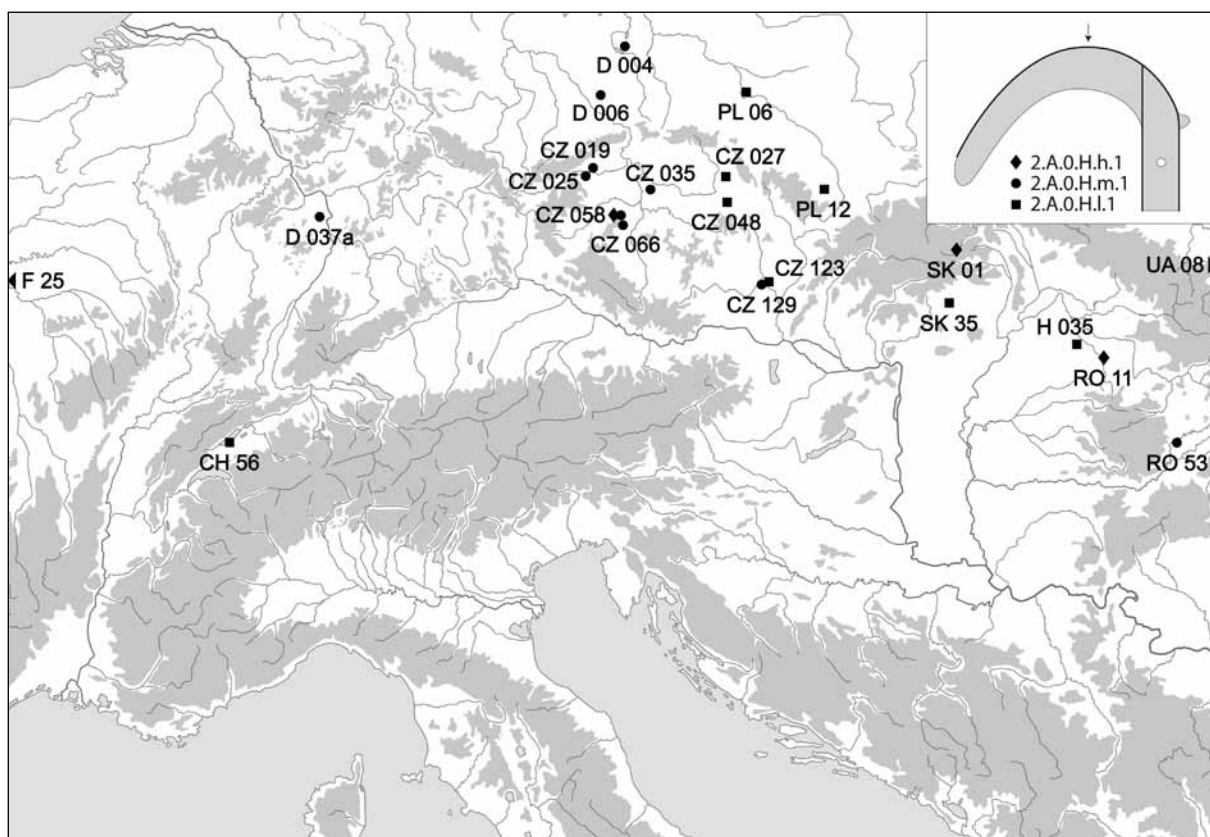 D 004
D 006
PL 06
2.A.0.H.h.1
2.A.0.H.m.1
2.A.0.H.l.1
CZ 019
CZ 027
CZ 025
CZ 035
PL 12
CZ 058
CZ 048
D 037a
CZ 066
F 25
SK 01
UA 08
CZ 123
CZ 129
SK 35
H 035
RO 11
CH 56
RO 53